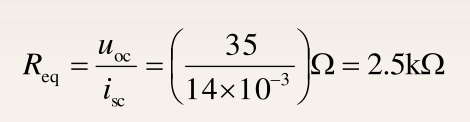 R_eq = u_oc / i_sc = (35 / 14×10⁻³)Ω = 2.5kΩ